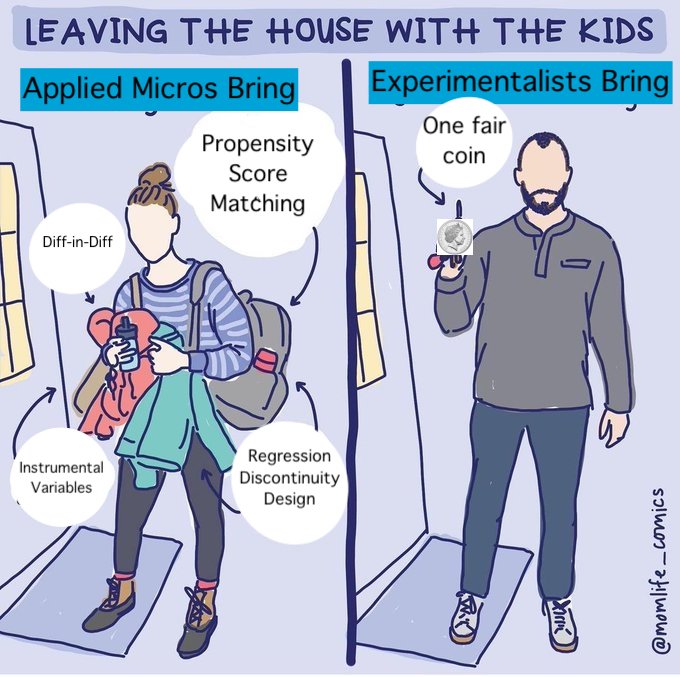 LEAVING THE HOUSE WITH THE KIDS
Applied Micros Bring
Propensity
Score
Matching
Diff-in-Diff
Instrumental
Variables
Regression
Discontinuity
Design
Experimentalists Bring
One fair
coin
@momlife_comics